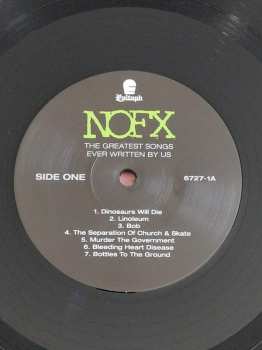 Epitaph
NOFX
THE GREATEST SONGS
EVER WRITTEN BY US
SIDE ONE
6727-1A
1. Dinosaurs Will Die
2. Linoleum
3. Bob
4. The Separation Of Church & Skate
5. Murder The Government
6. Bleeding Heart Disease
7. Bottles To The Ground